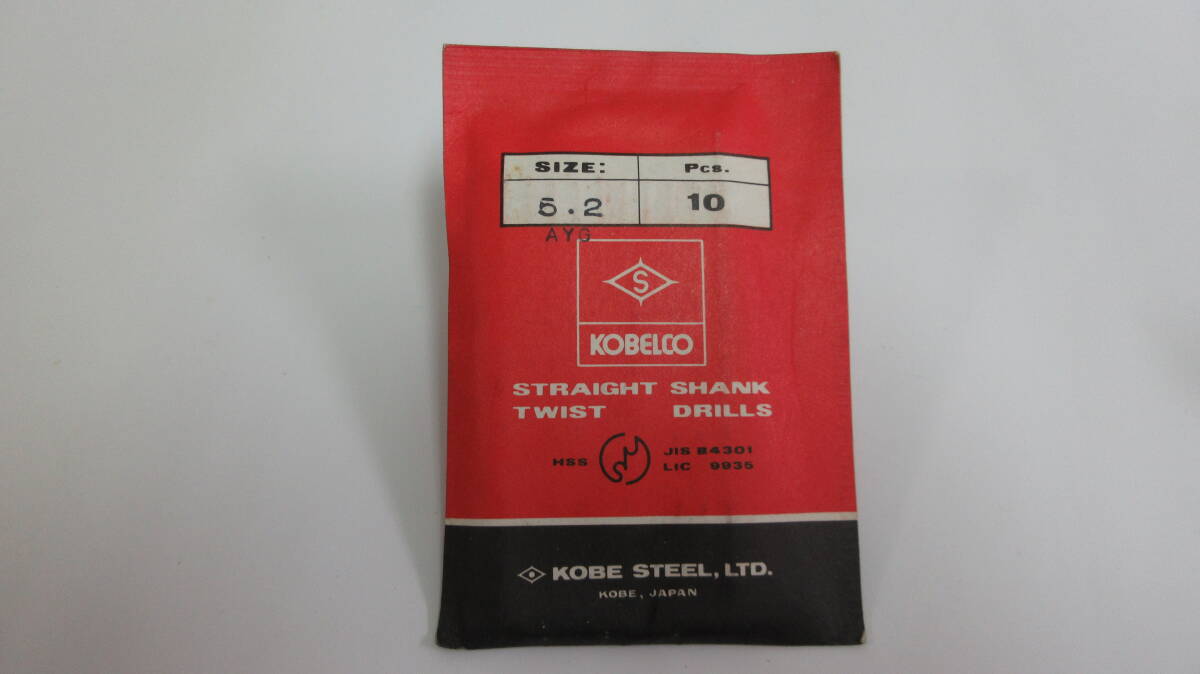 SIZE: Pcs.
5.2 10
AYG
S
KOBELCO
STRAIGHT SHANK
TWIST DRILLS
HSS JIS B4301
LIC 9935
KOBE STEEL, LTD.
KOBE, JAPAN